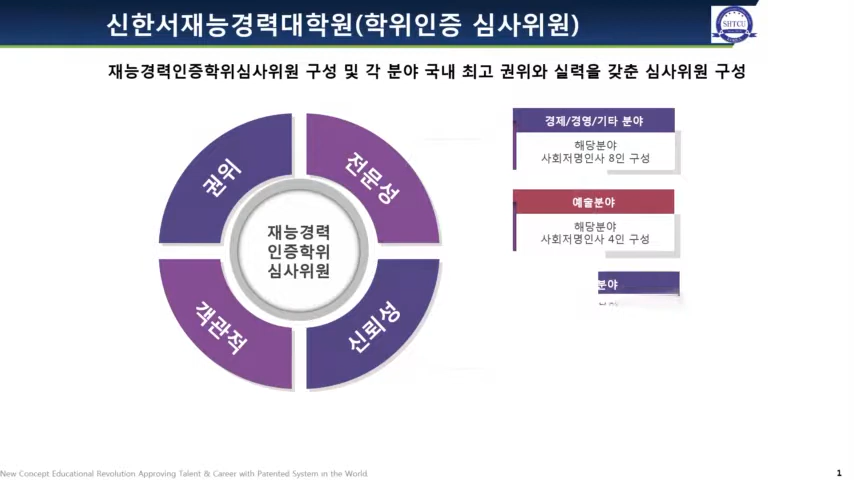 신한서재능경력대학원(학위인증 심사위원)
SHTCU
재능경력인증학위심사위원 구성 및 각 분야 국내 최고 권위와 실력을 갖춘 심사위원 구성
권위
전문성
재능경력
인증학위
심사위원
객관적
신뢰성
경제/경영/기타 분야
해당분야
사회저명인사 8인 구성
예술분야
해당분야
사회저명인사 4인 구성
분야
New Concept Educational Revolution Approving Talent & Career with Patented System in the World.
1